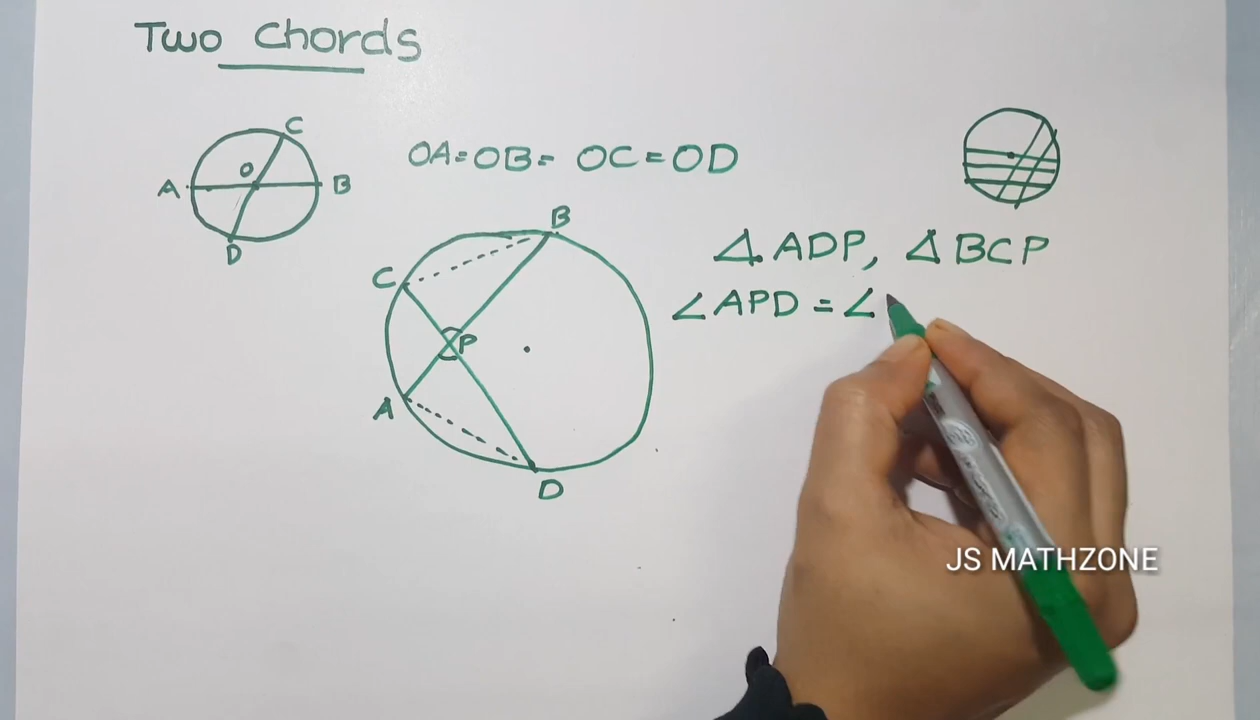 Two Chords
C
O
A
B
D
OA=OB= OC=OD
B
C
P
A
D
△ADP, △BCP
∠APD = ∠
JS MATHZONE